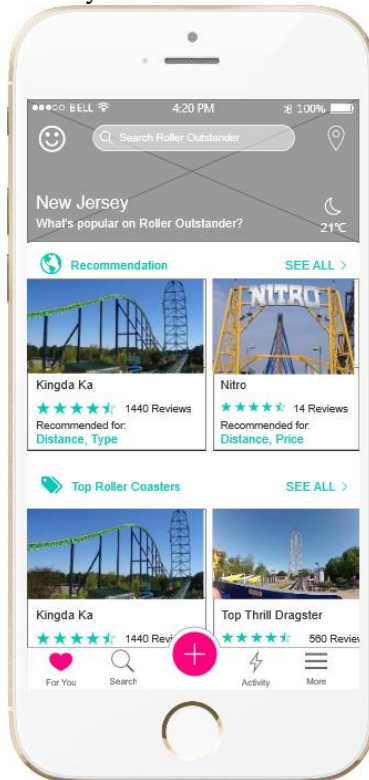 BELL 4:20 PM 100%
Search Roller Outstander
New Jersey
What's popular on Roller Outstander?
21℃
Recommendation SEE ALL >
NITRO
Kingda Ka
1440 Reviews
Recommended for:
Distance, Type
Nitro
14 Reviews
Recommended for:
Distance, Price
Top Roller Coasters SEE ALL >
Kingda Ka
1440 Revi
Top Thrill Dragster
560 Review
For You Search + Activity More